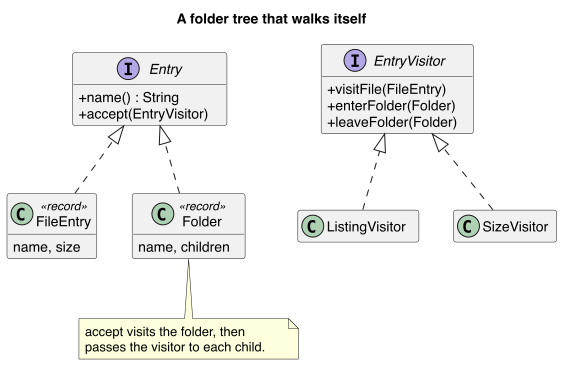 A folder tree that walks itself
I Entry
+name() : String
+accept(EntryVisitor)
I EntryVisitor
+visitFile(FileEntry)
+enterFolder(Folder)
+leaveFolder(Folder)
C «record»
FileEntry
name, size
C «record»
Folder
name, children
C ListingVisitor
C SizeVisitor
accept visits the folder, then
passes the visitor to each child.